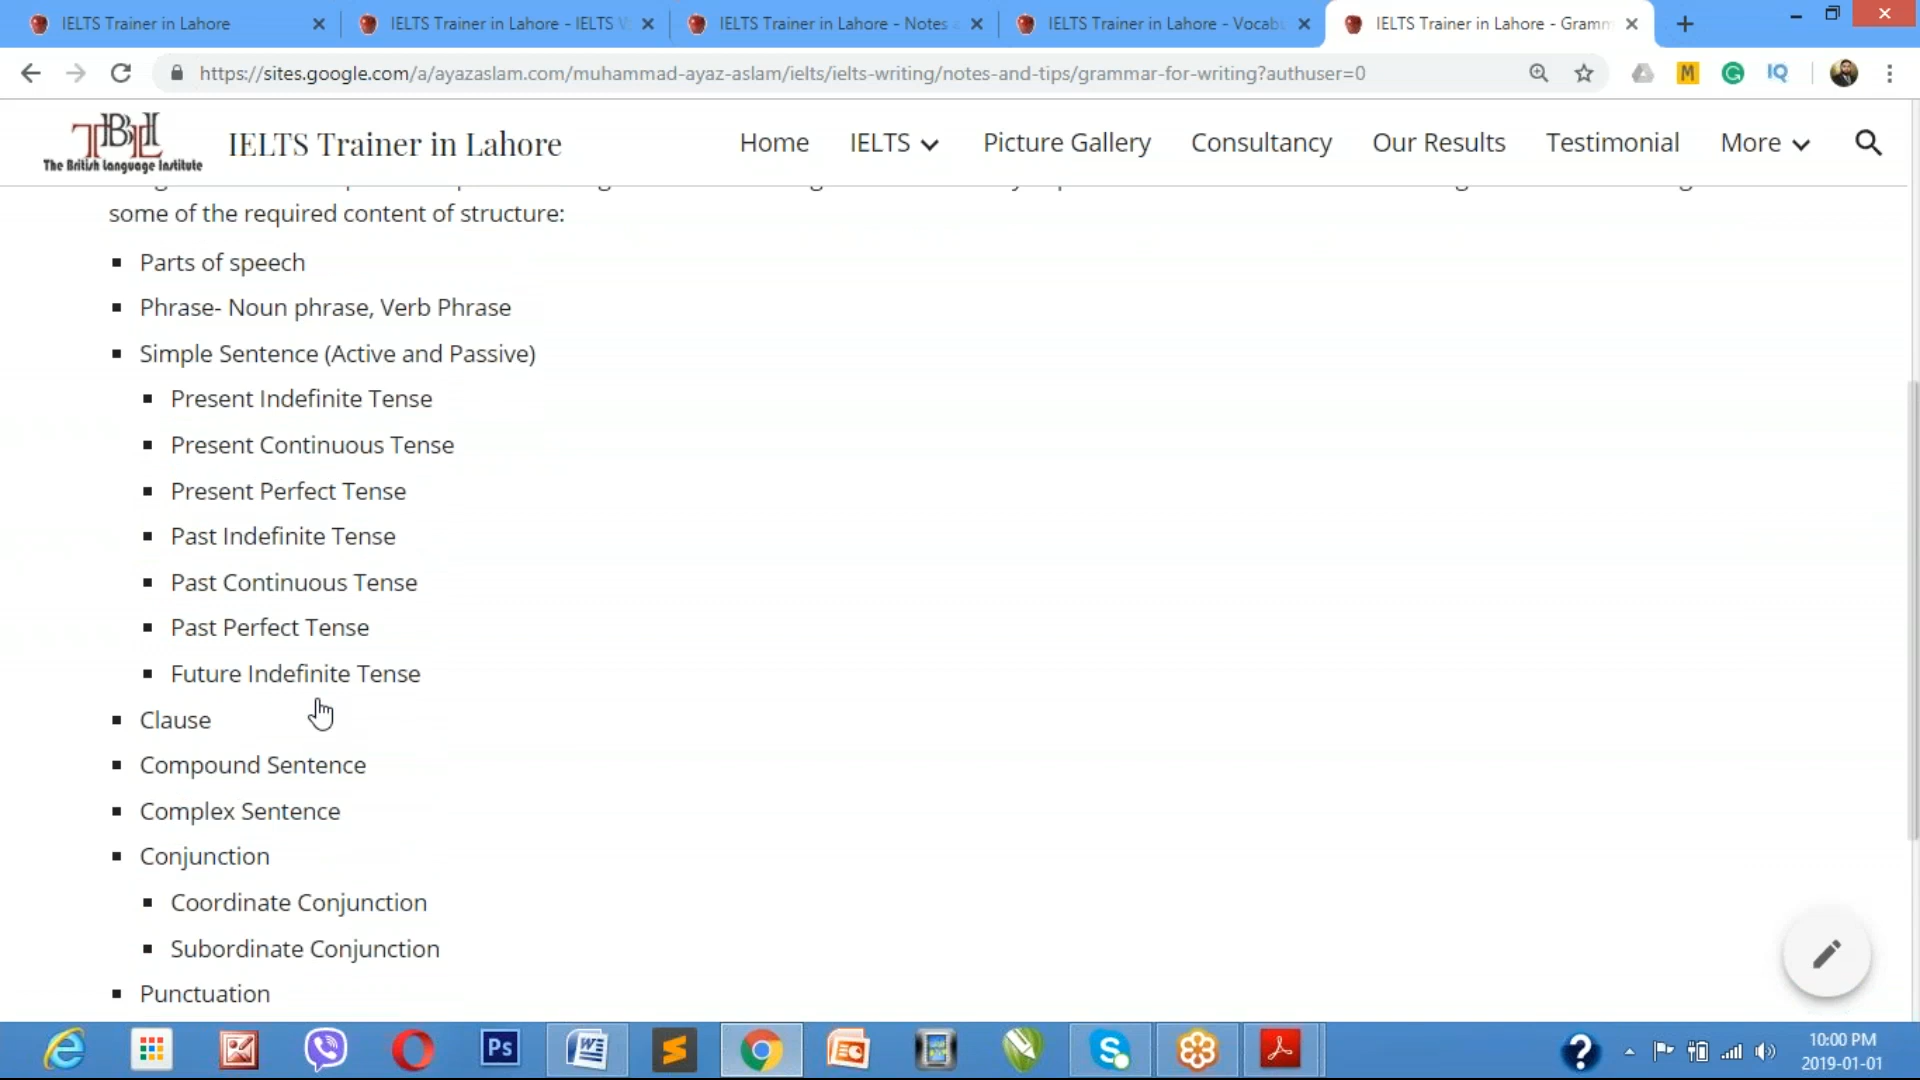 IELTS Trainer in Lahore
IELTS Trainer in Lahore - IELTS
IELTS Trainer in Lahore - Notes
IELTS Trainer in Lahore - Vocab
IELTS Trainer in Lahore - Gramm
https://sites.google.com/a/ayazaslam.com/muhammad-ayaz-aslam/ielts/ielts-writing/notes-and-tips/grammar-for-writing?authuser=0
M
G
IQ
TBLI
The British Language Institute
IELTS Trainer in Lahore
Home
IELTS
Picture Gallery
Consultancy
Our Results
Testimonial
More
some of the required content of structure:
Parts of speech
Phrase- Noun phrase, Verb Phrase
Simple Sentence (Active and Passive)
Present Indefinite Tense
Present Continuous Tense
Present Perfect Tense
Past Indefinite Tense
Past Continuous Tense
Past Perfect Tense
Future Indefinite Tense
Clause
Compound Sentence
Complex Sentence
Conjunction
Coordinate Conjunction
Subordinate Conjunction
Punctuation
Ps
10:00 PM
2019-01-01